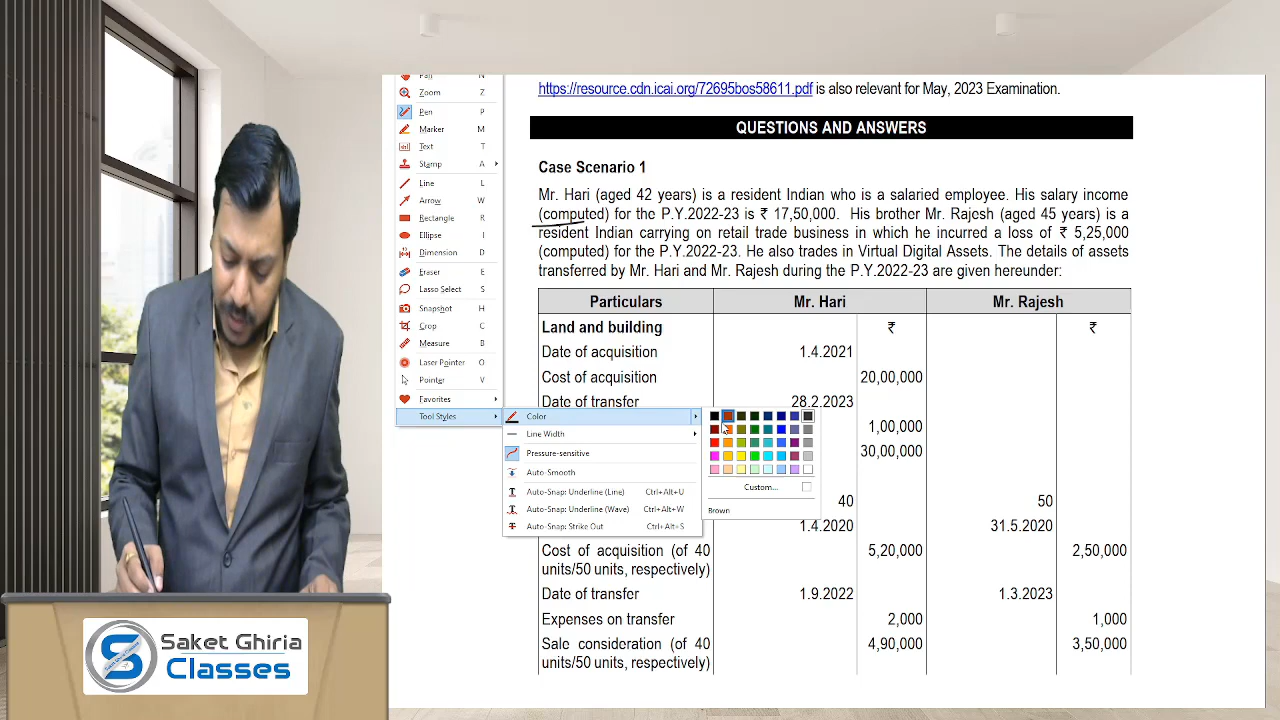 https://resource.cdn.icai.org/72695bos58611.pdf is also relevant for May, 2023 Examination.
QUESTIONS AND ANSWERS
Case Scenario 1
Mr. Hari (aged 42 years) is a resident Indian who is a salaried employee. His salary income
(computed) for the P.Y.2022-23 is ₹ 17,50,000. His brother Mr. Rajesh (aged 45 years) is a
resident Indian carrying on retail trade business in which he incurred a loss of ₹ 5,25,000
(computed) for the P.Y.2022-23. He also trades in Virtual Digital Assets. The details of assets
transferred by Mr. Hari and Mr. Rajesh during the P.Y.2022-23 are given hereunder:
Particulars Mr. Hari Mr. Rajesh
Land and building ₹ ₹
Date of acquisition 1.4.2021
Cost of acquisition 20,00,000
28.2.2023
1,00,000
30,00,000
40 50
1.4.2020 31.5.2020
Cost of acquisition (of 40 5,20,000 2,50,000
units/50 units, respectively)
Date of transfer 1.9.2022 1.3.2023
Expenses on transfer 2,000 1,000
Sale consideration (of 40 4,90,000 3,50,000
units/50 units, respectively)
Zoom Z
Pen P
Marker M
Text T
Stamp A
Line L
Arrow W
Rectangle R
Ellipse I
Dimension D
Eraser E
Lasso Select S
Snapshot H
Crop C
Measure B
Laser Pointer O
Pointer V
Favorites
Tool Styles
Color
Line Width
Pressure-sensitive
Auto-Smooth
Auto-Snap: Underline (Line) Ctrl+Alt+U
Auto-Snap: Underline (Wave) Ctrl+Alt+W
Auto-Snap: Strike Out Ctrl+Alt+S
Custom...
Brown
Saket Ghiria
Classes